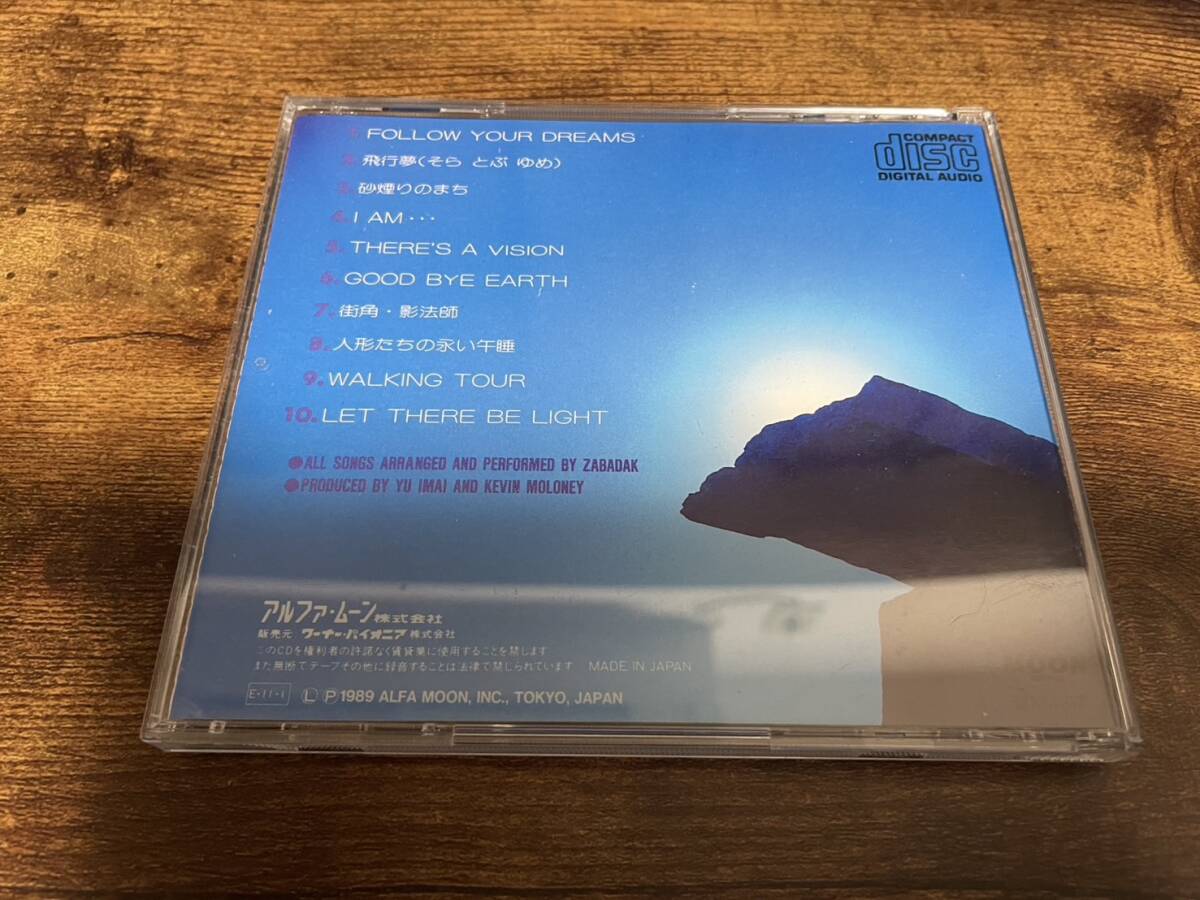 1. FOLLOW YOUR DREAMS
2. 飛行夢(そら とぶ ゆめ)
3. 砂煙りのまち
4. I AM・・・
5. THERE'S A VISION
6. GOOD BYE EARTH
7. 街角・影法師
8. 人形たちの永い午睡
9. WALKING TOUR
10. LET THERE BE LIGHT
COMPACT
disc
DIGITAL AUDIO
●ALL SONGS ARRANGED AND PERFORMED BY ZABADAK
●PRODUCED BY YU IMAI AND KEVIN MOLONEY
アルファ・ムーン株式会社
販売元 ワーナー・パイオニア株式会社
このCDを権利者の許諾なく賃貸業に使用することを禁じます
また無断でテープその他に録音することは法律で禁じられています MADE IN JAPAN
E・11・1 Ⓛ Ⓟ 1989 ALFA MOON, INC., TOKYO, JAPAN